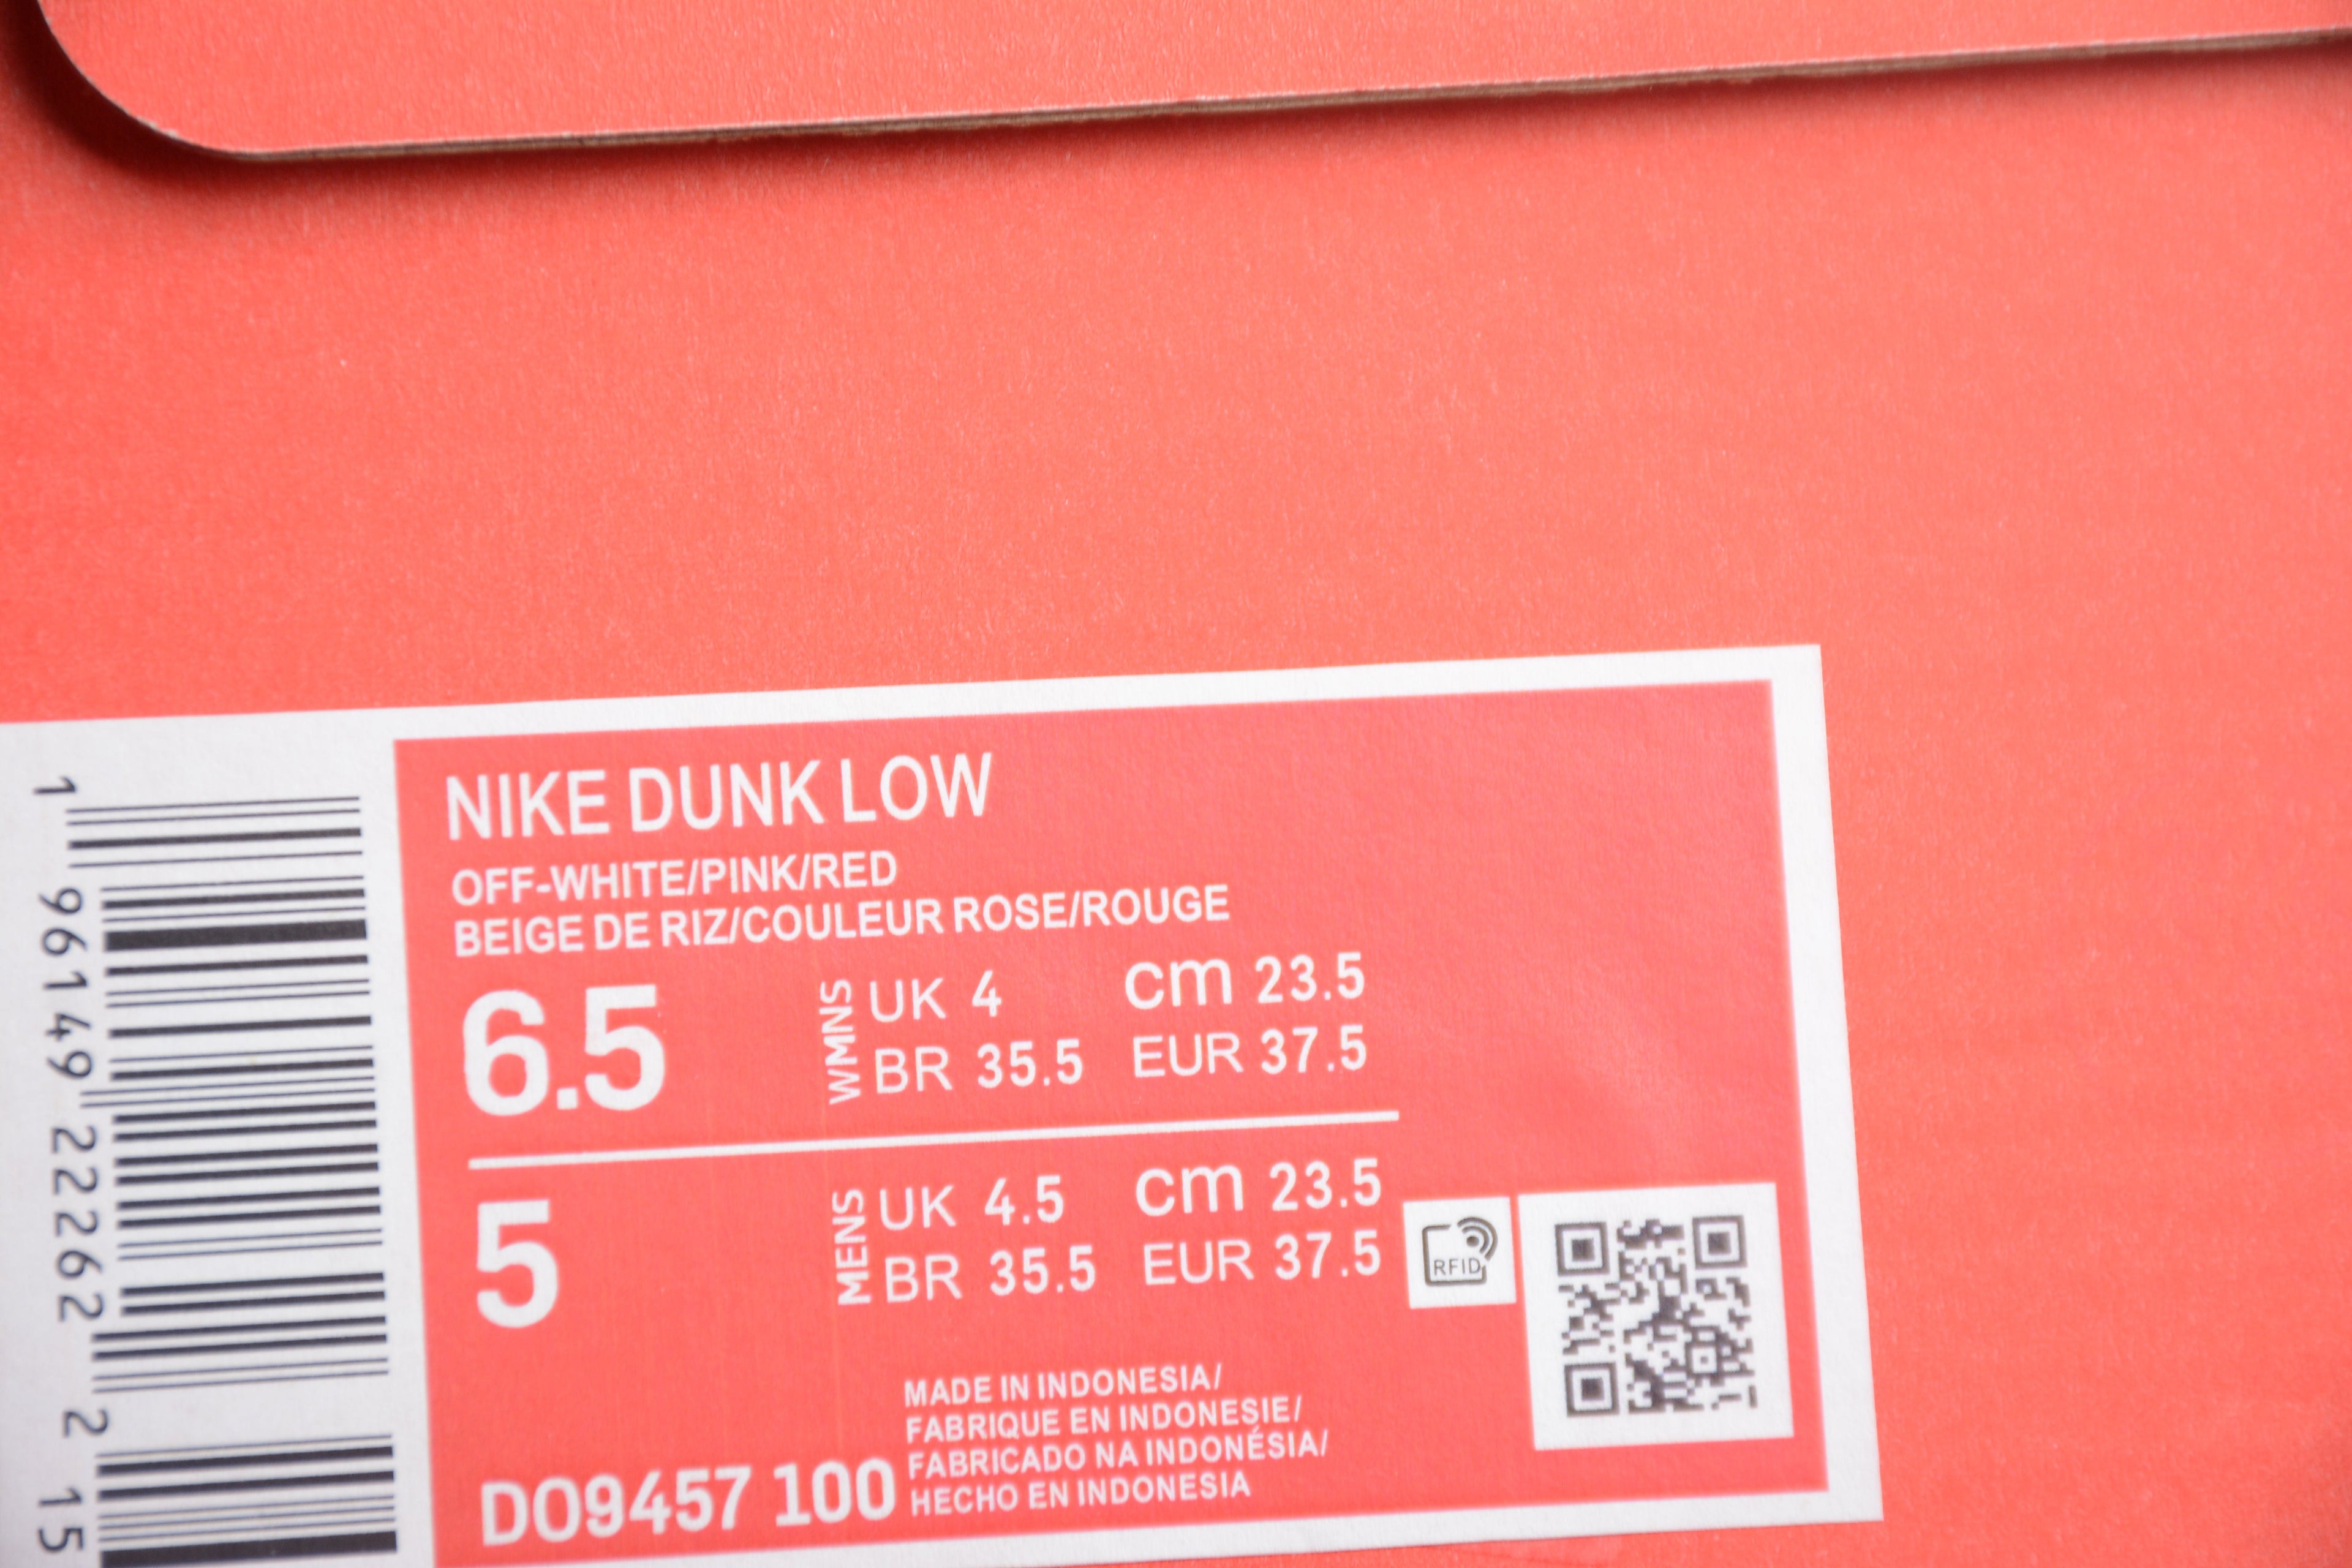 NIKE DUNK LOW
OFF-WHITE/PINK/RED
BEIGE DE RIZ/COULEUR ROSE/ROUGE
6.5 WMNS UK 4 cm 23.5
BR 35.5 EUR 37.5
5 MENS UK 4.5 cm 23.5
BR 35.5 EUR 37.5
RFID
MADE IN INDONESIA/
FABRIQUE EN INDONESIE/
FABRICADO NA INDONÉSIA/
HECHO EN INDONESIA
DO9457 100
1 96149 22262 2 15